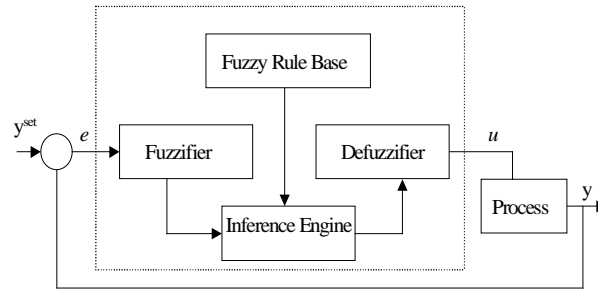 Fuzzy Rule Base
y^set
e
Fuzzifier
Defuzzifier
u
Inference Engine
Process
y